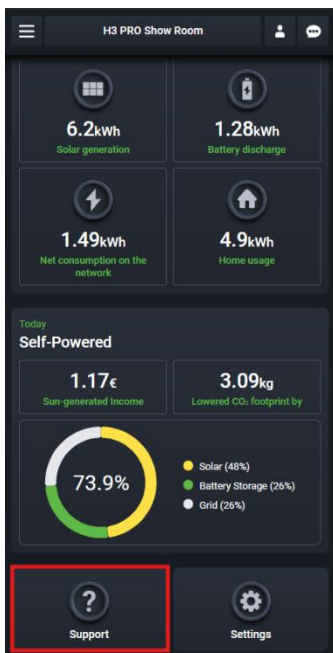 H3 PRO Show Room
6.2kWh
Solar generation
1.28kWh
Battery discharge
1.49kWh
Net consumption on the
network
4.9kWh
Home usage
Today
Self-Powered
1.17€
Sun-generated Income
3.09kg
Lowered CO₂ footprint by
73.9%
Solar (48%)
Battery Storage (26%)
Grid (26%)
?
Support
Settings